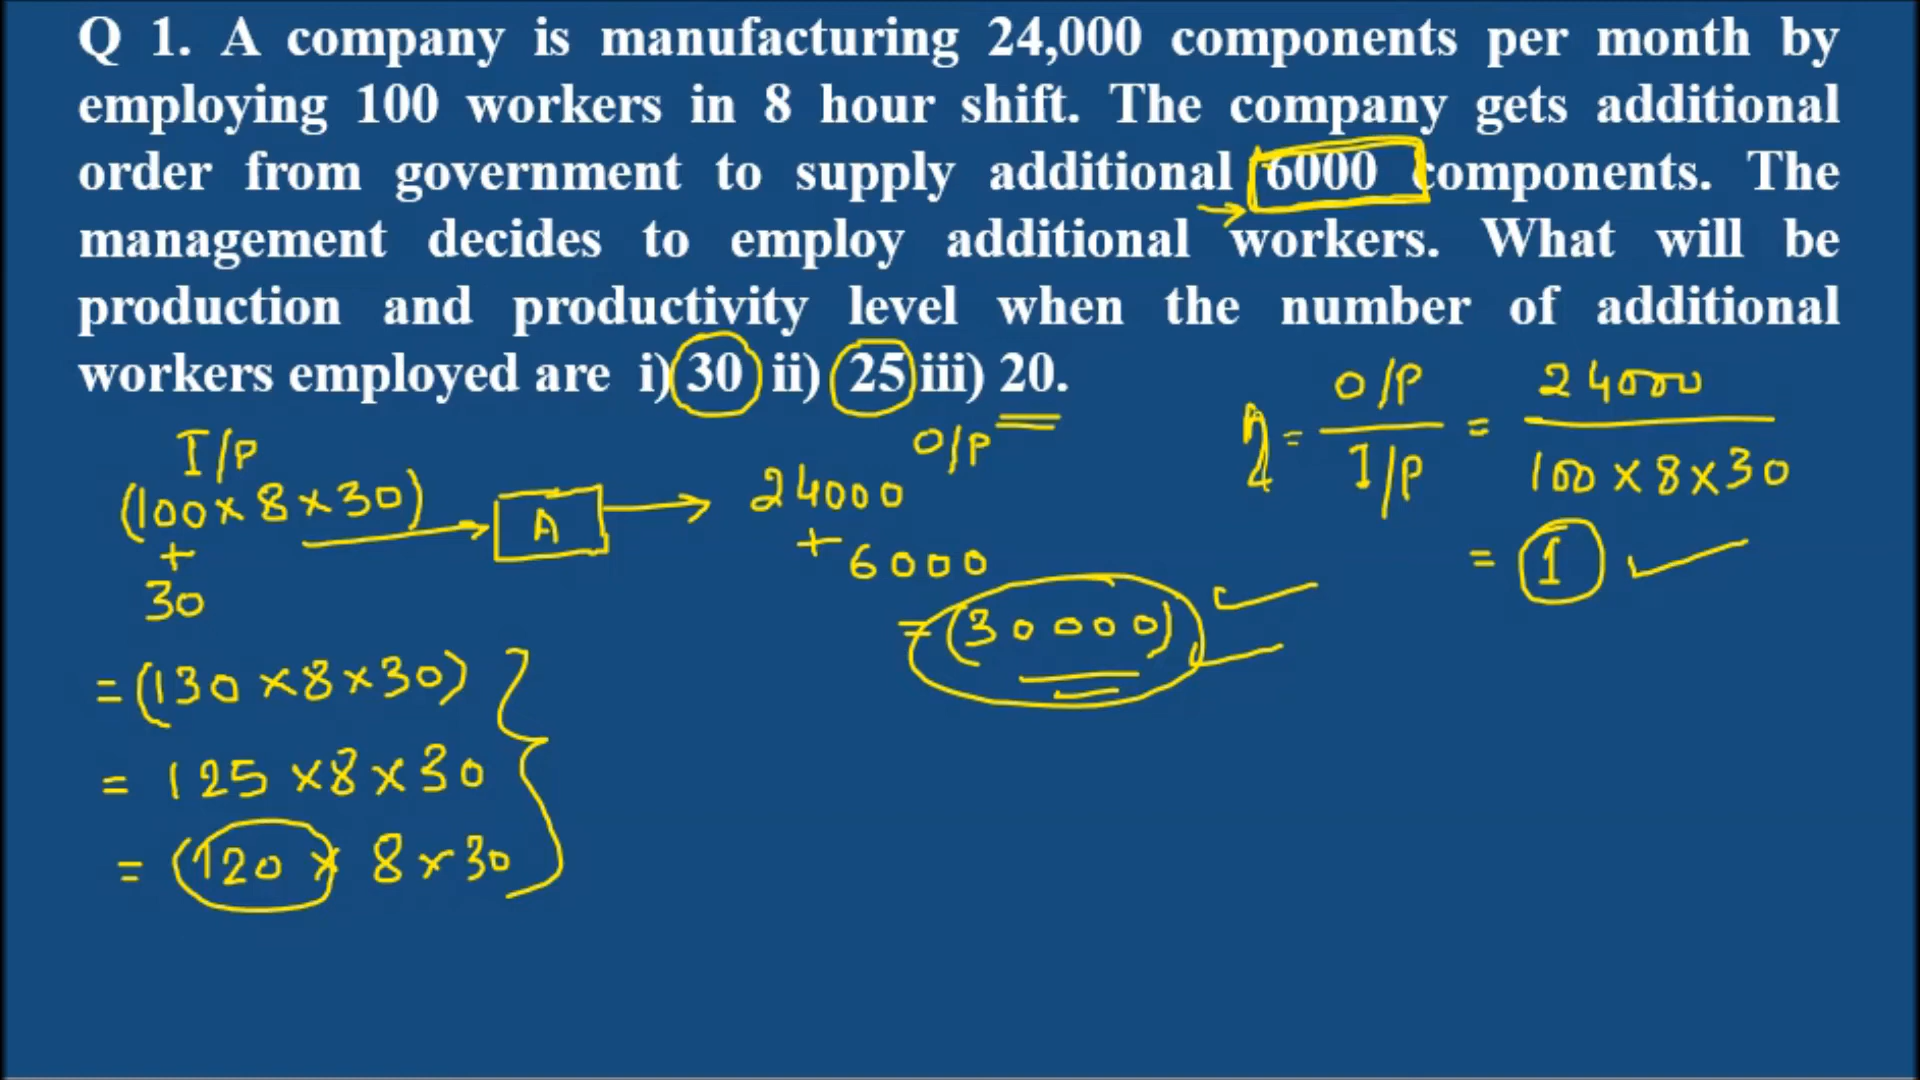 Q 1. A company is manufacturing 24,000 components per month by
employing 100 workers in 8 hour shift. The company gets additional
order from government to supply additional 6000 components. The
management decides to employ additional workers. What will be
production and productivity level when the number of additional
workers employed are i) 30 ii) 25 iii) 20.
I/P
(100×8×30)
+
30
A
O/P
24000
+ 6000
=(30000)
= O/P / I/P = 24000 / 100×8×30
= 1
=(130×8×30)
= 125×8×30
= (120× 8×30